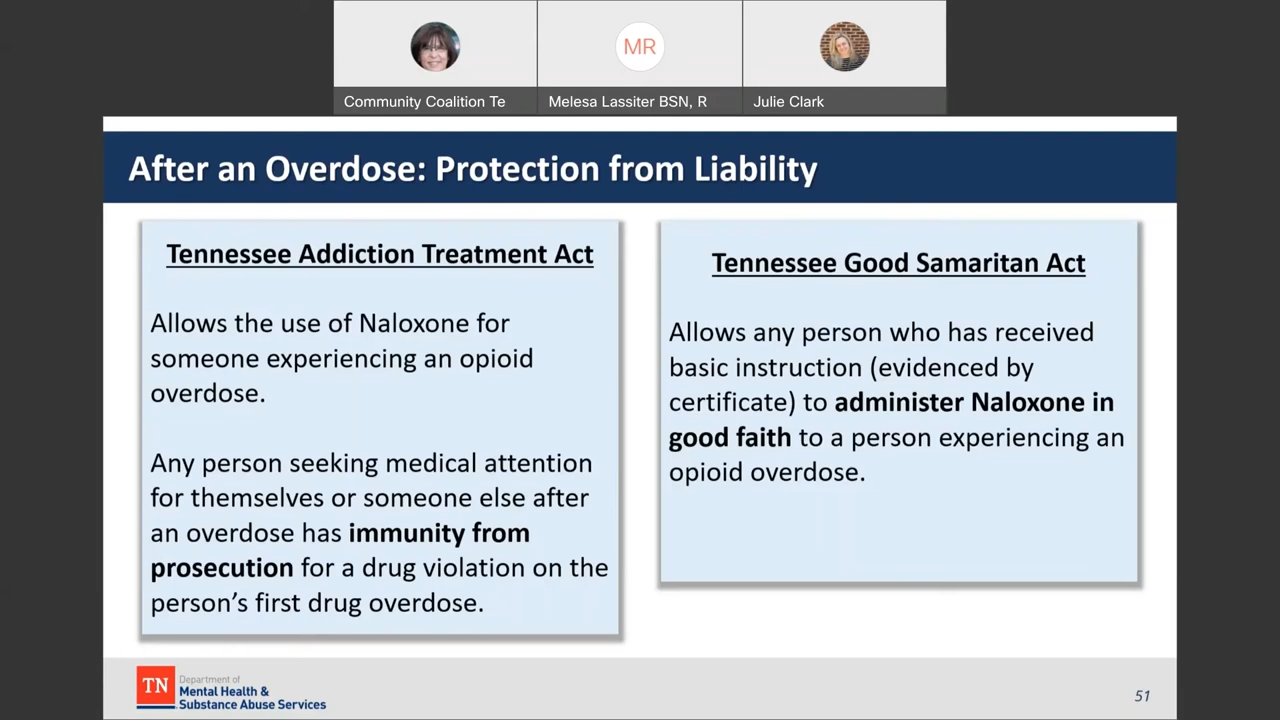 MR
Community Coalition Te
Melesa Lassiter BSN, R
Julie Clark
After an Overdose: Protection from Liability
Tennessee Addiction Treatment Act
Allows the use of Naloxone for
someone experiencing an opioid
overdose.
Any person seeking medical attention
for themselves or someone else after
an overdose has immunity from
prosecution for a drug violation on the
person’s first drug overdose.
Tennessee Good Samaritan Act
Allows any person who has received
basic instruction (evidenced by
certificate) to administer Naloxone in
good faith to a person experiencing an
opioid overdose.
TN
Department of
Mental Health &
Substance Abuse Services
51